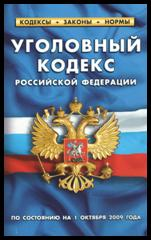 КОДЕКСЫ + ЗАКОНЫ + НОРМЫ
УГОЛОВНЫЙ
КОДЕКС
РОССИЙСКОЙ ФЕДЕРАЦИИ
ПО СОСТОЯНИЮ НА 1 ОКТЯБРЯ 2009 ГОДА